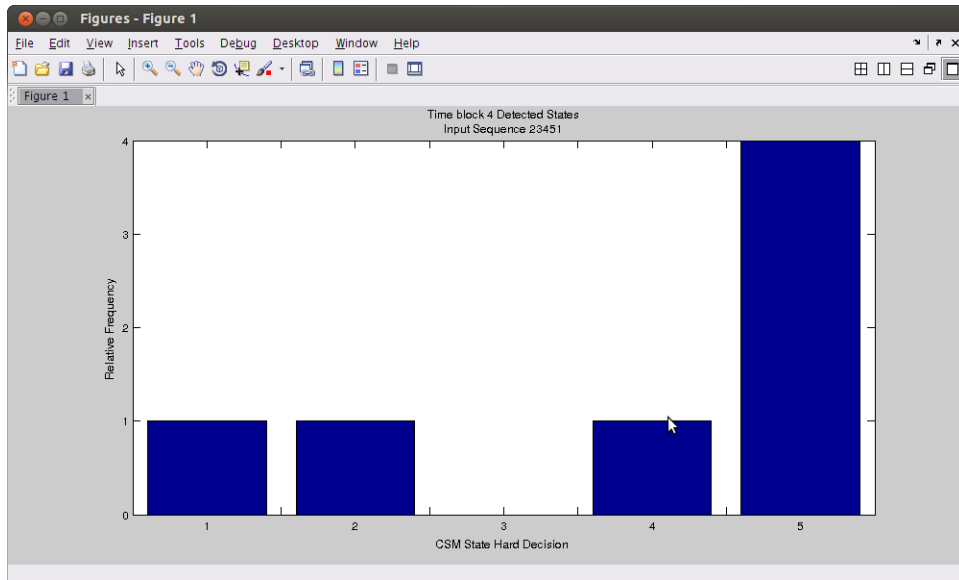 Figures - Figure 1
File Edit View Insert Tools Debug Desktop Window Help
Figure 1
Time block 4 Detected States
Input Sequence 23451
4
3
2
1
0
Relative Frequency
1 2 3 4 5
CSM State Hard Decision